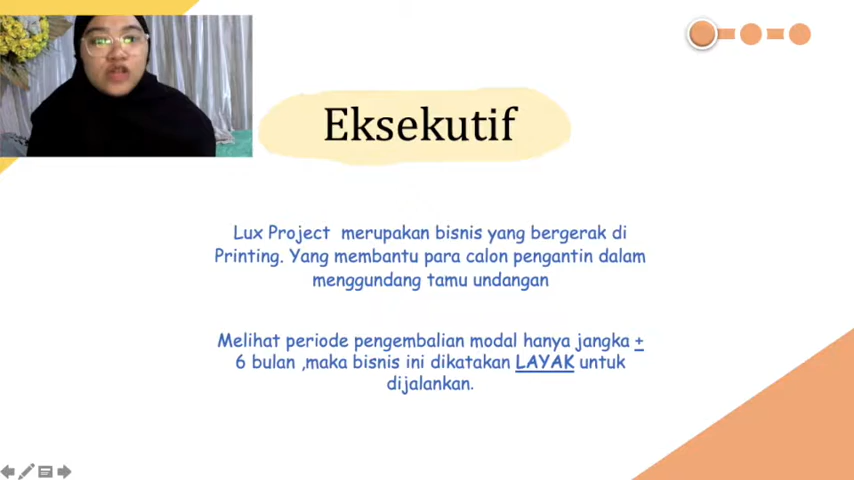 Eksekutif
Lux Project merupakan bisnis yang bergerak di
Printing. Yang membantu para calon pengantin dalam
menggundang tamu undangan
Melihat periode pengembalian modal hanya jangka +
6 bulan ,maka bisnis ini dikatakan LAYAK untuk
dijalankan.